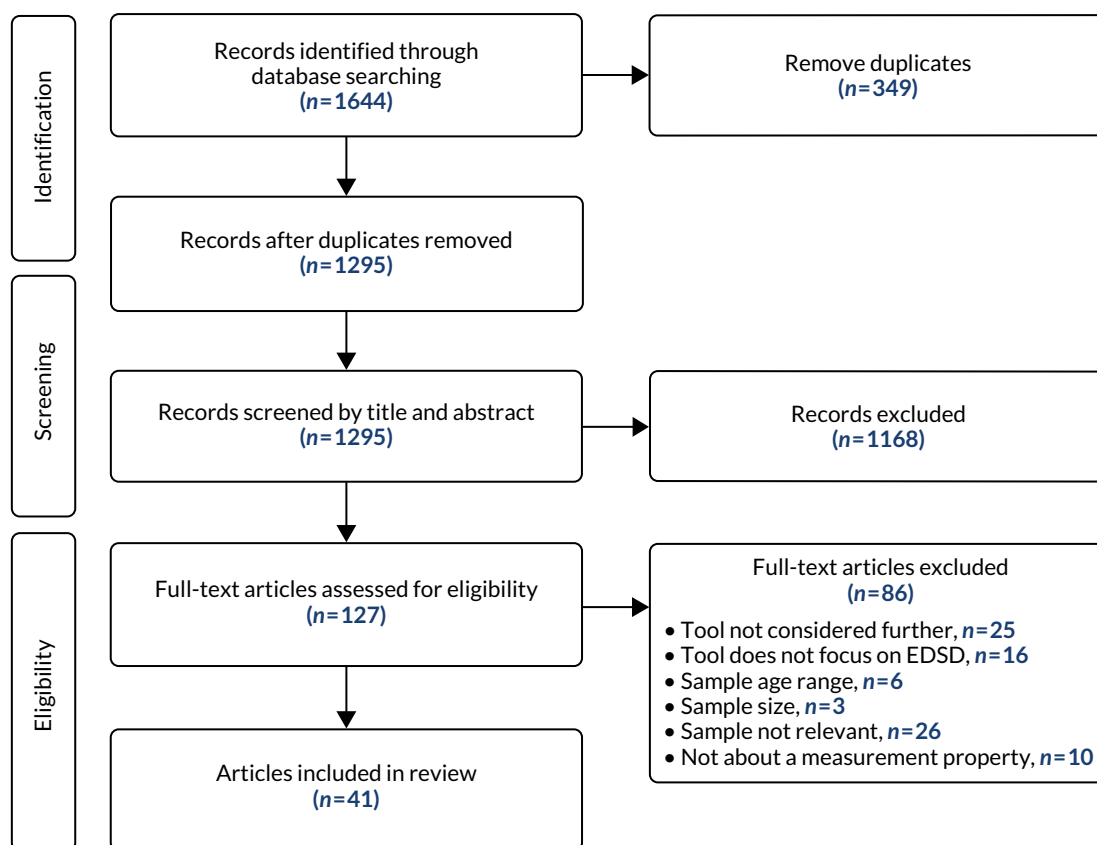 Identification
Records identified through
database searching
(n=1644)
Remove duplicates
(n=349)
Records after duplicates removed
(n=1295)
Screening
Records screened by title and abstract
(n=1295)
Records excluded
(n=1168)
Eligibility
Full-text articles assessed for eligibility
(n=127)
Full-text articles excluded
(n=86)
• Tool not considered further, n=25
• Tool does not focus on EDSD, n=16
• Sample age range, n=6
• Sample size, n=3
• Sample not relevant, n=26
• Not about a measurement property, n=10
Articles included in review
(n=41)